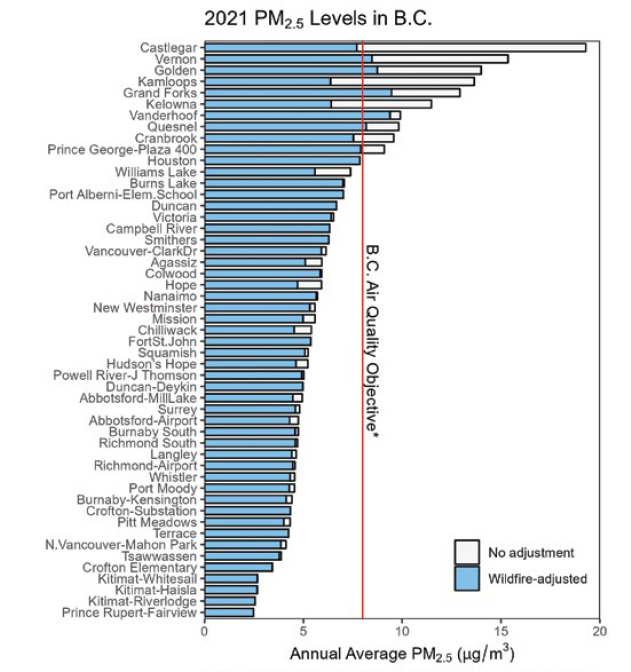 2021 PM2.5 Levels in B.C.
Castlegar
Vernon
Golden
Kamloops
Grand Forks
Kelowna
Vanderhoof
Quesnel
Cranbrook
Prince George-Plaza 400
Houston
Williams Lake
Burns Lake
Port Alberni-Elem.School
Duncan
Victoria
Campbell River
Smithers
Vancouver-ClarkDr
Agassiz
Colwood
Hope
Nanaimo
New Westminster
Mission
Chilliwack
FortSt.John
Squamish
Hudson's Hope
Powell River-J Thomson
Duncan-Deykin
Abbotsford-MillLake
Surrey
Abbotsford-Airport
Burnaby South
Richmond South
Langley
Richmond-Airport
Whistler
Port Moody
Burnaby-Kensington
Crofton-Substation
Pitt Meadows
Terrace
N.Vancouver-Mahon Park
Tsawwassen
Crofton Elementary
Kitimat-Whitesail
Kitimat-Haisla
Kitimat-Riverlodge
Prince Rupert-Fairview
B.C. Air Quality Objective*
No adjustment
Wildfire-adjusted
0 5 10 15 20
Annual Average PM2.5 (µg/m3)